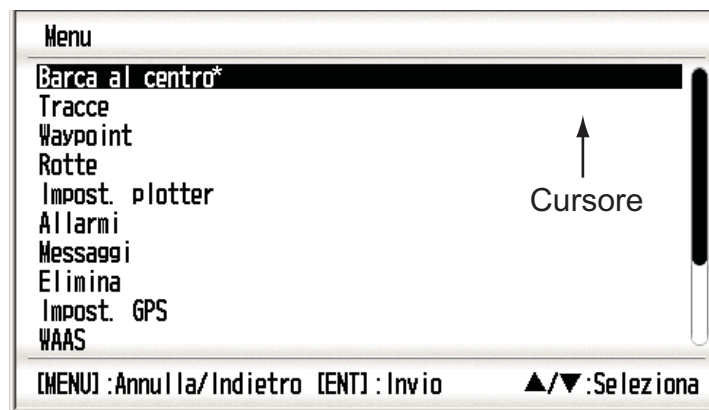 Menu
Barca al centro*
Tracce
Waypoint
Rotte
Impost. plotter
Allarmi
Messaggi
Elimina
Impost. GPS
WAAS
Cursore
[MENU]:Annulla/Indietro [ENT]:Invio ▲/▼:Seleziona